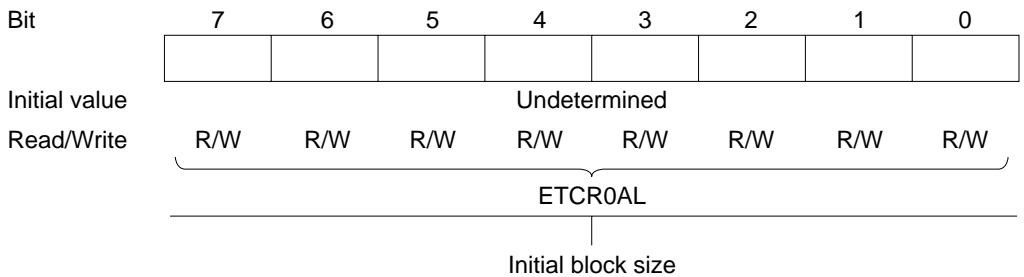 Bit 7 6 5 4 3 2 1 0
Initial value Undetermined
Read/Write R/W R/W R/W R/W R/W R/W R/W R/W
ETCR0AL
Initial block size